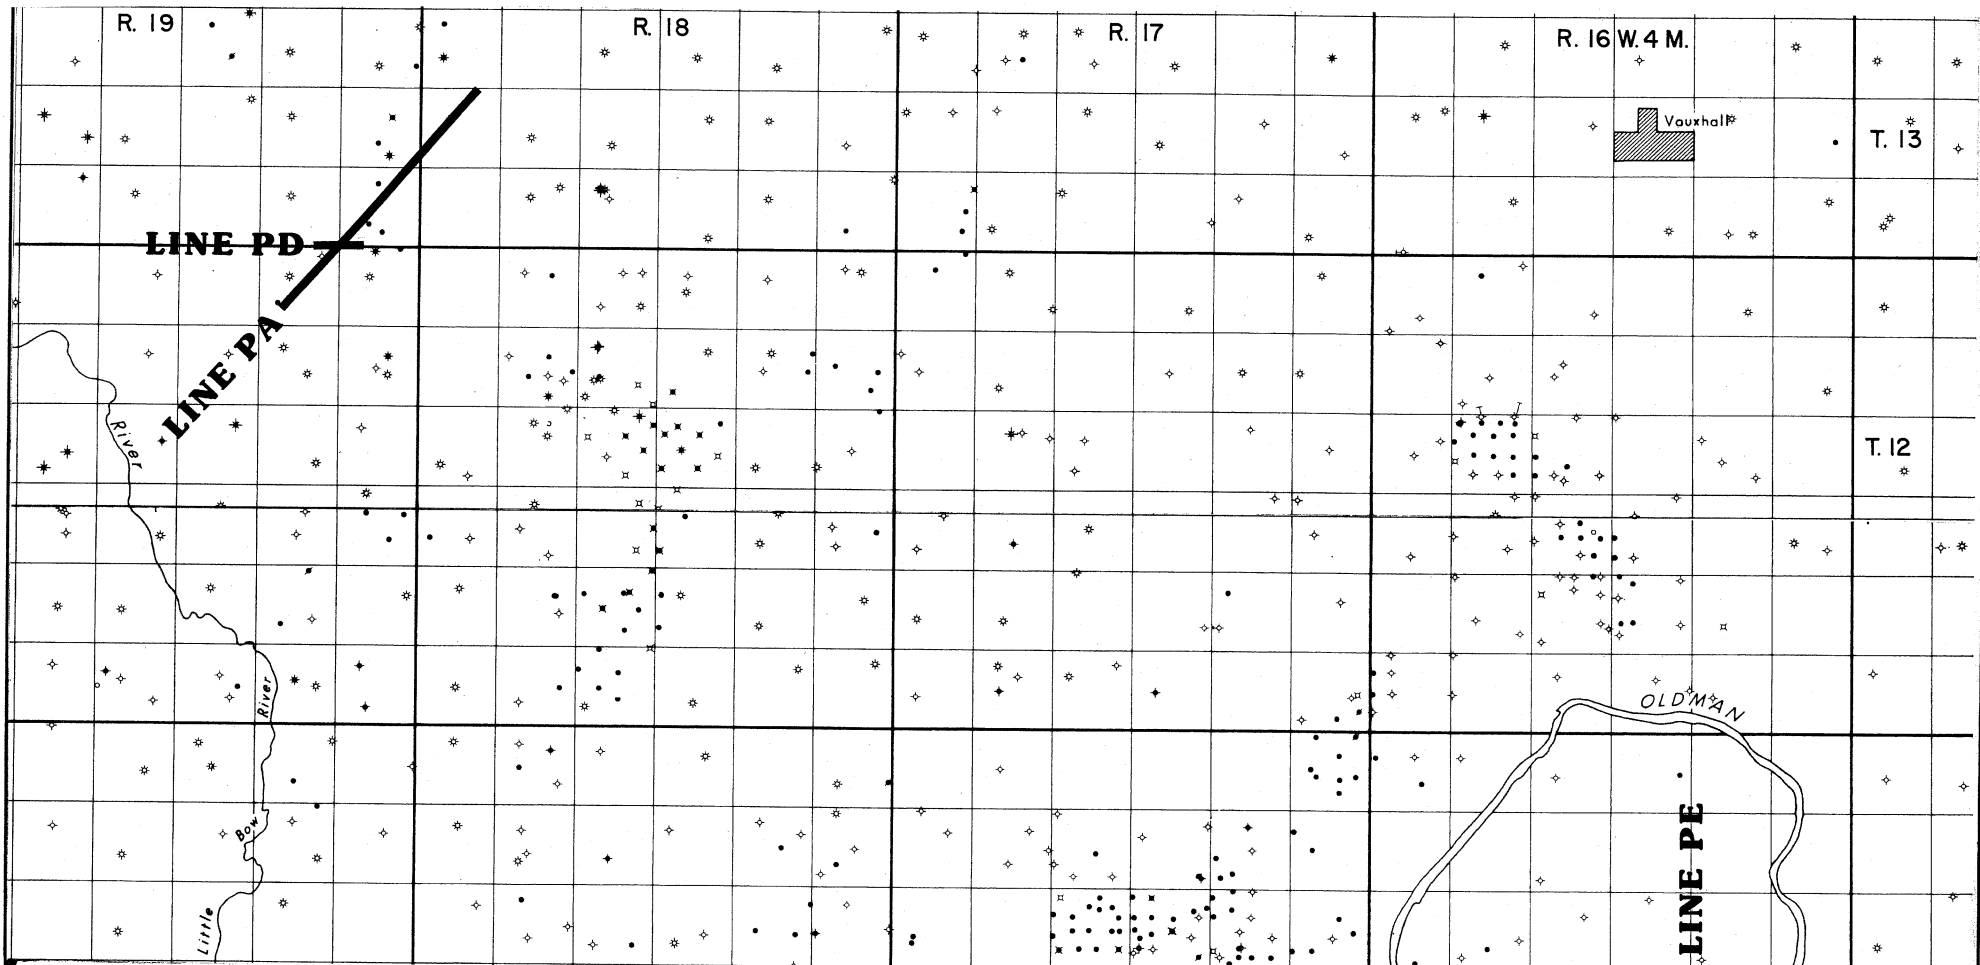 R. 19
R. 18
R. 17
R. 16 W. 4 M.
Vauxhall
T. 13
LINE PD
LINE PA
River
T. 12
River
OLDMAN
Bow
LINE PE
Little